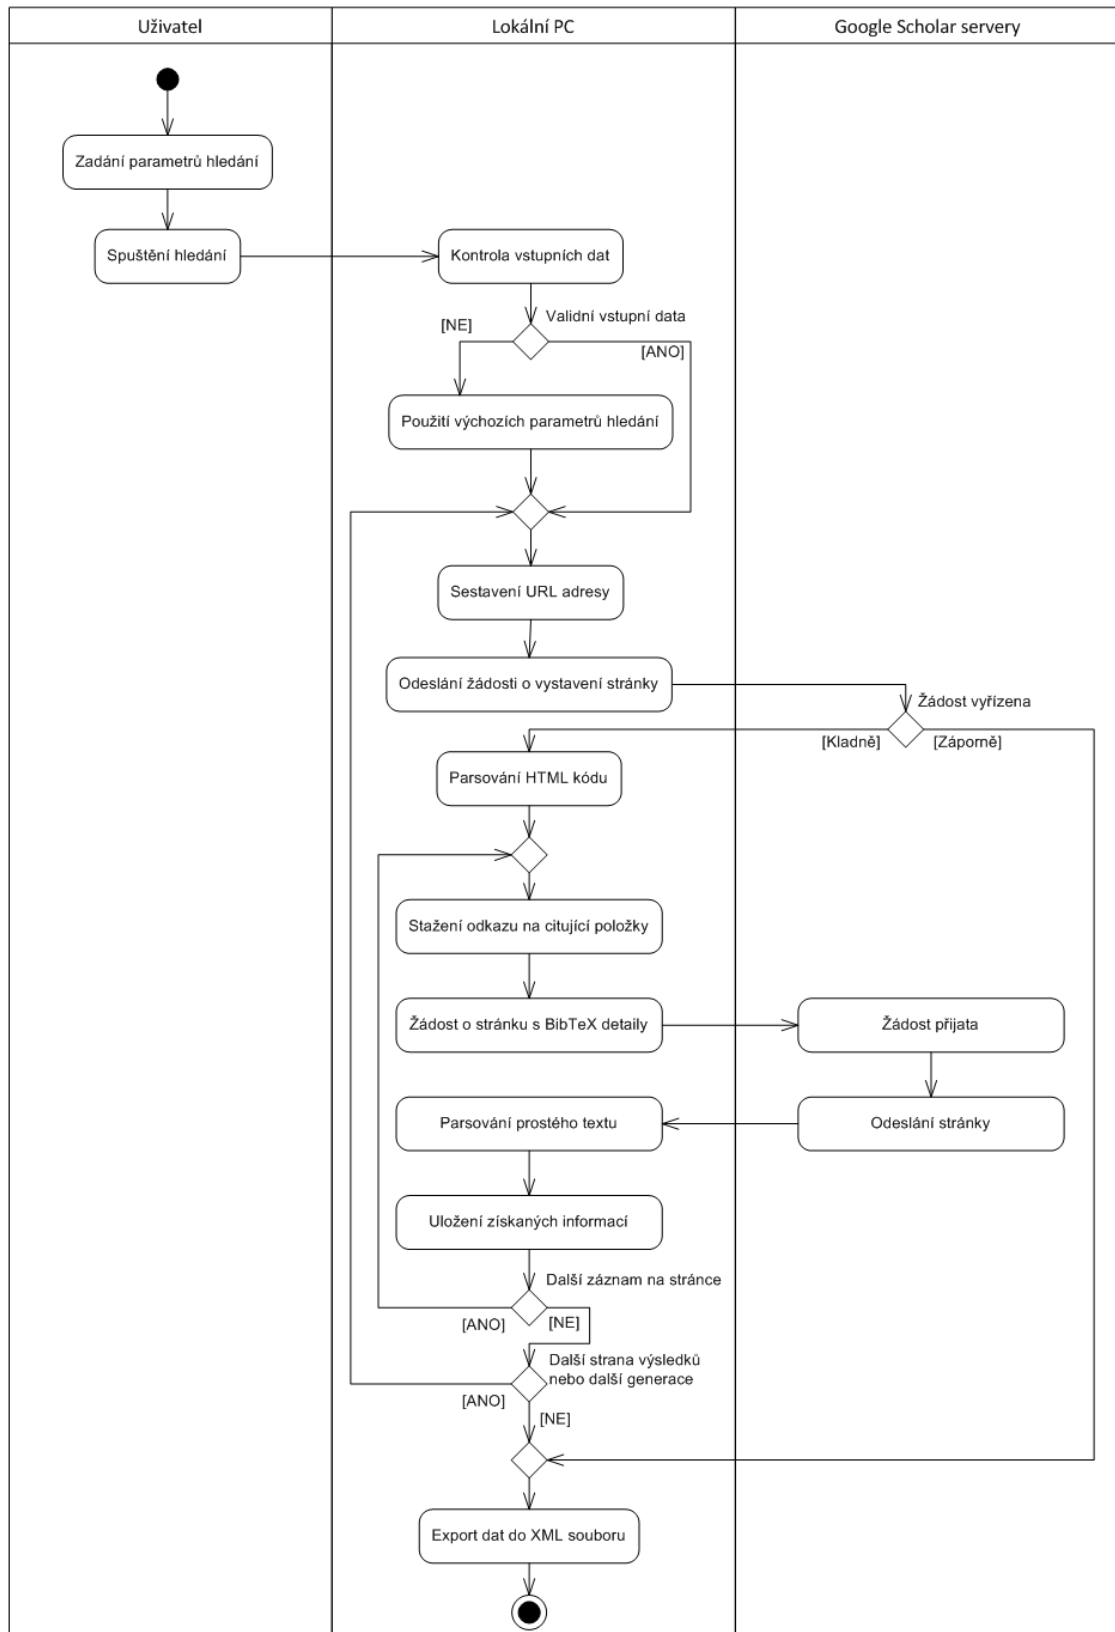 Uživatel
Lokální PC
Google Scholar servery
Zadání parametrů hledání
Spuštění hledání
Kontrola vstupních dat
Validní vstupní data
[NE]
[ANO]
Použití výchozích parametrů hledání
Sestavení URL adresy
Odeslání žádosti o vystavení stránky
Žádost vyřízena
[Kladně]
[Záporně]
Parsování HTML kódu
Stažení odkazu na citující položky
Žádost o stránku s BibTeX detaily
Žádost přijata
Parsování prostého textu
Odeslání stránky
Uložení získaných informací
Další záznam na stránce
[ANO]
[NE]
Další strana výsledků
nebo další generace
[ANO]
[NE]
Export dat do XML souboru